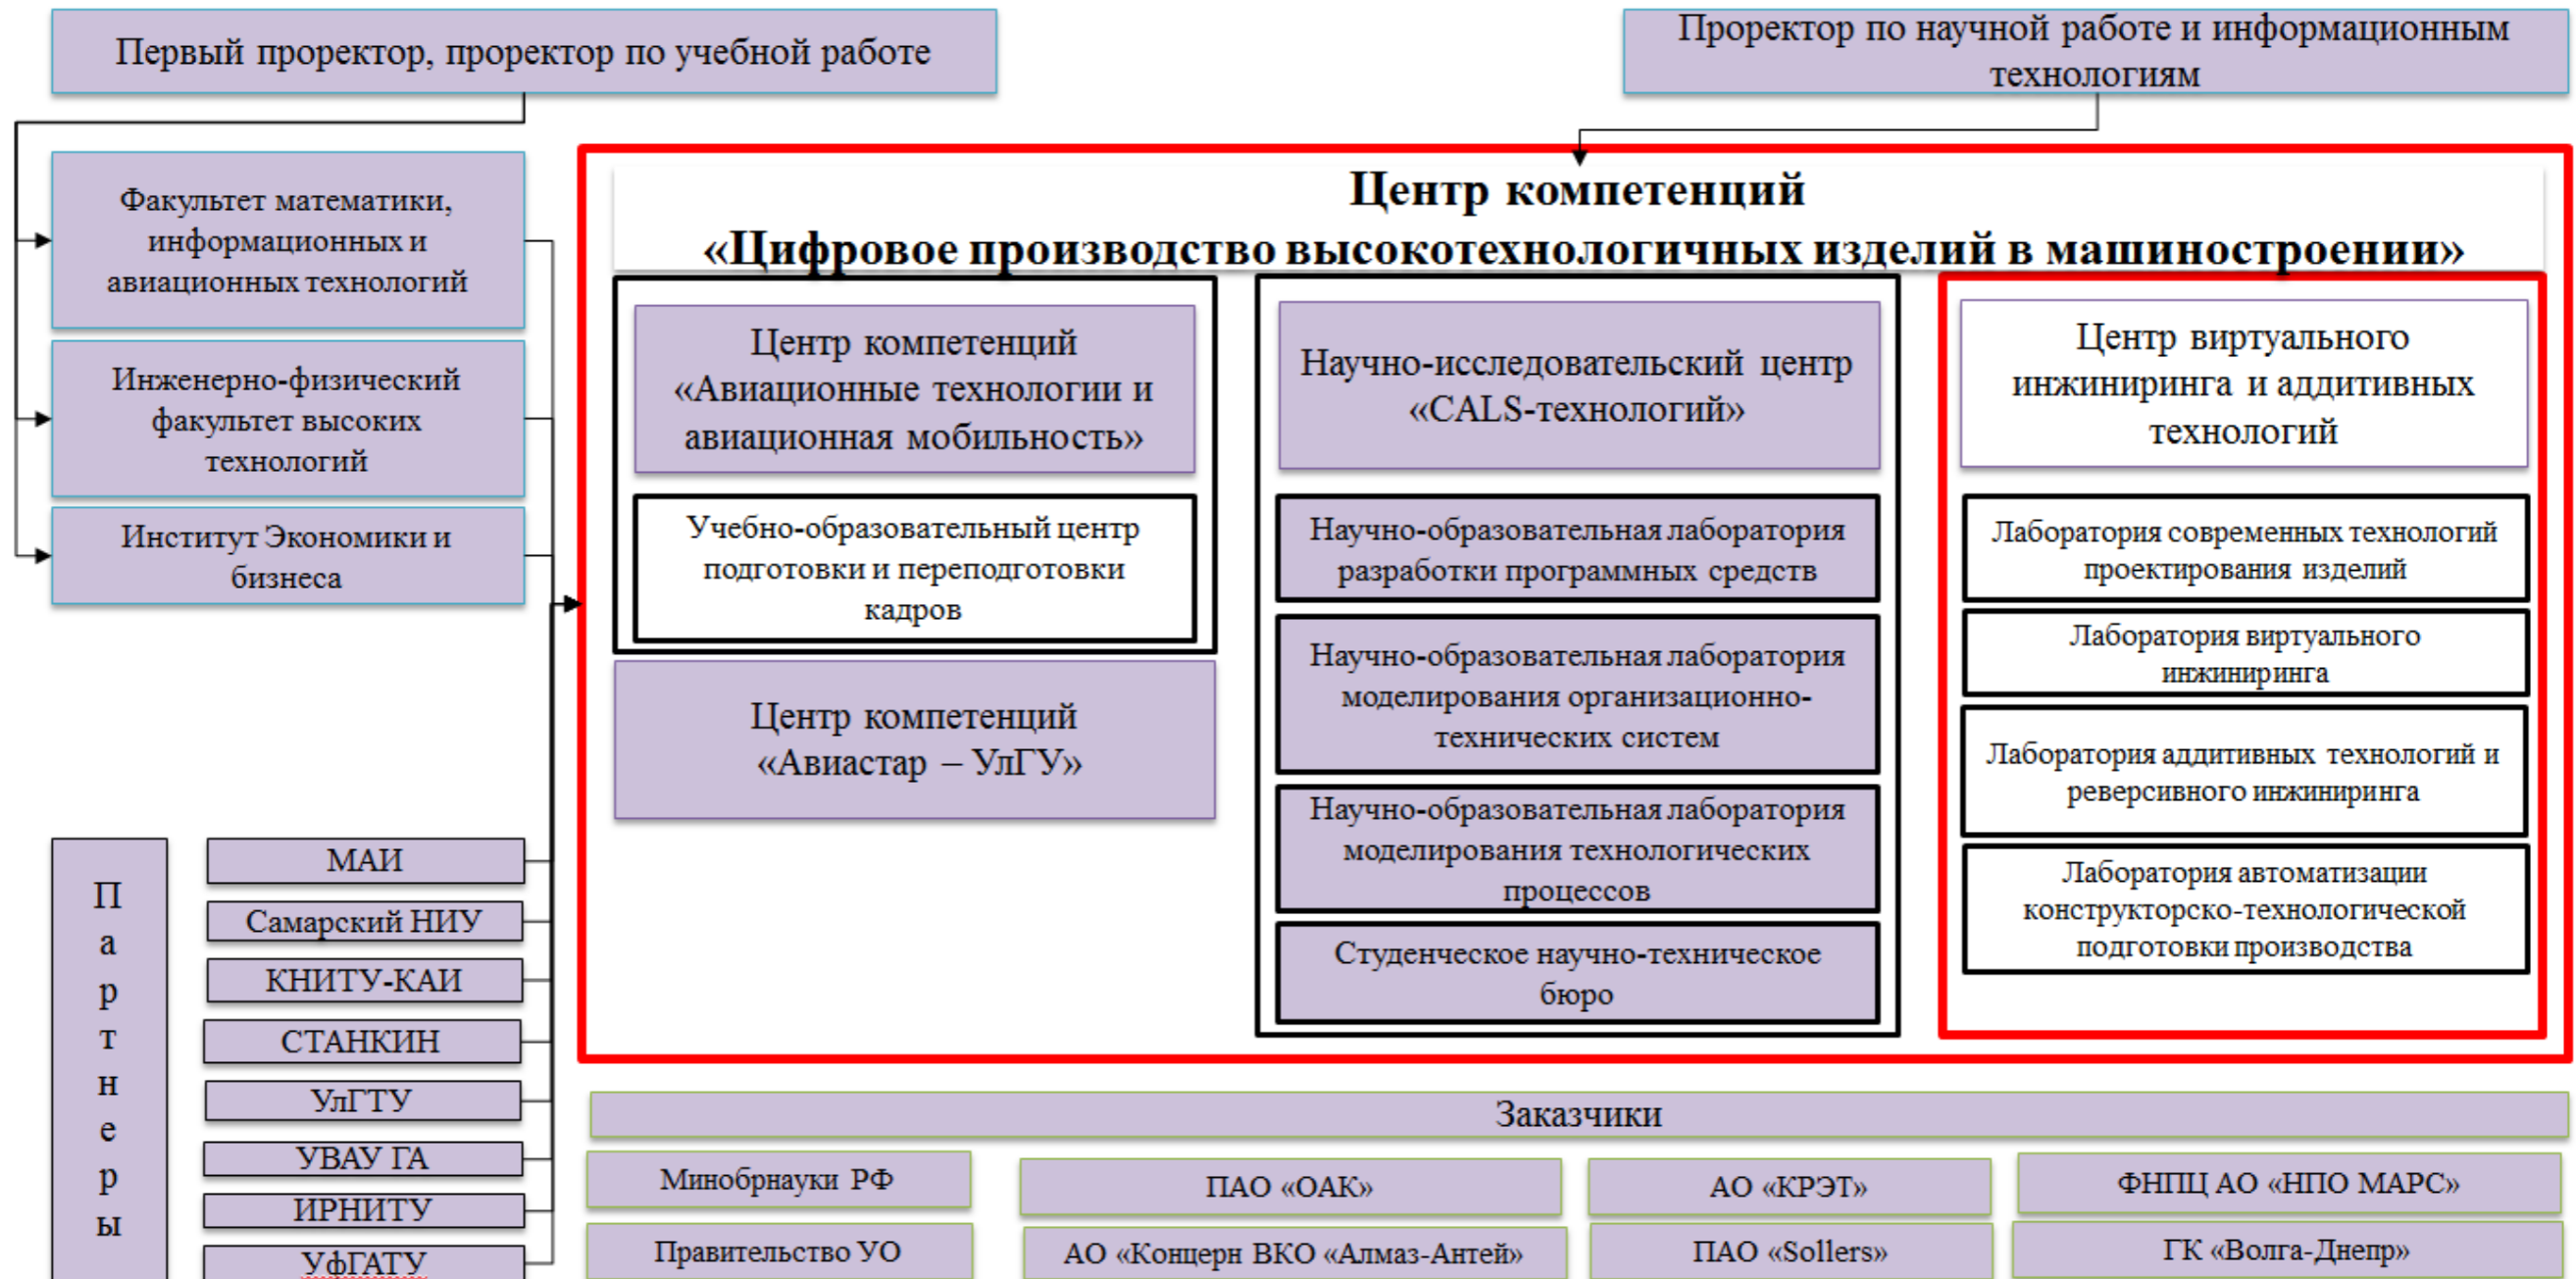 Первый проректор, проректор по учебной работе
Проректор по научной работе и информационным
технологиям
Факультет математики,
информационных и
авиационных технологий
Инженерно-физический
факультет высоких
технологий
Институт Экономики и
бизнеса
Центр компетенций
«Цифровое производство высокотехнологичных изделий в машиностроении»
Центр компетенций
«Авиационные технологии и
авиационная мобильность»
Учебно-образовательный центр
подготовки и переподготовки
кадров
Центр компетенций
«Авиастар – УлГУ»
Научно-исследовательский центр
«CALS-технологий»
Научно-образовательная лаборатория
разработки программных средств
Научно-образовательная лаборатория
моделирования организационно-
технических систем
Научно-образовательная лаборатория
моделирования технологических
процессов
Студенческое научно-техническое
бюро
Центр виртуального
инжиниринга и аддитивных
технологий
Лаборатория современных технологий
проектирования изделий
Лаборатория виртуального
инжиниринга
Лаборатория аддитивных технологий и
реверсивного инжиниринга
Лаборатория автоматизации
конструкторско-технологической
подготовки производства
Партнеры
МАИ
Самарский НИУ
КНИТУ-КАИ
СТАНКИН
УлГТУ
УВАУ ГА
ИРНИТУ
УфГАТУ
Заказчики
Минобрнауки РФ
ПАО «ОАК»
АО «КРЭТ»
ФНПЦ АО «НПО МАРС»
Правительство УО
АО «Концерн ВКО «Алмаз-Антей»
ПАО «Sollers»
ГК «Волга-Днепр»